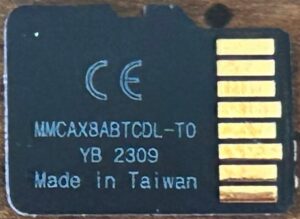 CE
MMCAX8ABTCDL-T0
YB 2309
Made in Taiwan